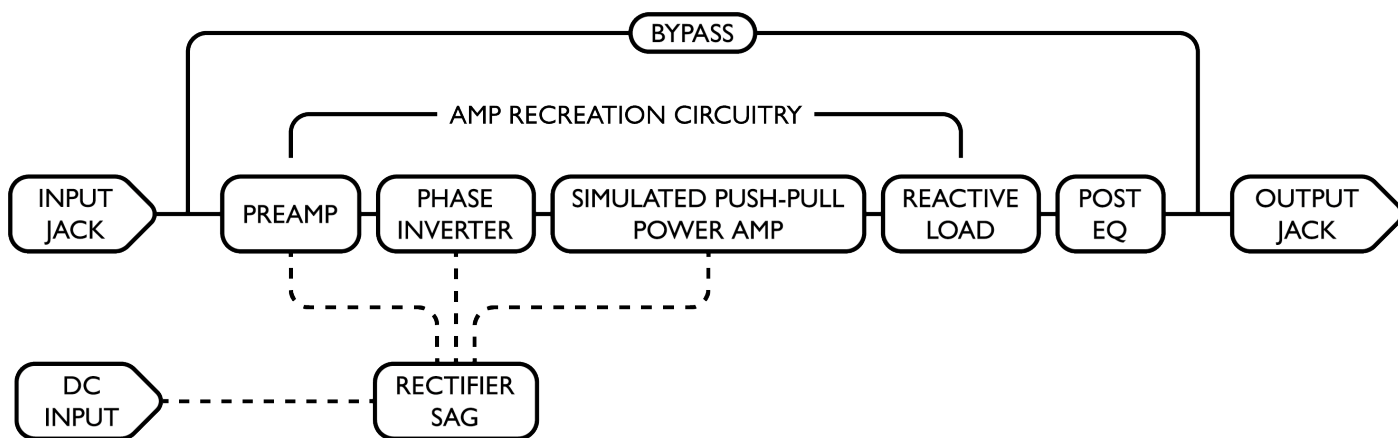 BYPASS
AMP RECREATION CIRCUITRY
INPUT
JACK
PREAMP
PHASE
INVERTER
SIMULATED PUSH-PULL
POWER AMP
REACTIVE
LOAD
POST
EQ
OUTPUT
JACK
DC
INPUT
RECTIFIER
SAG